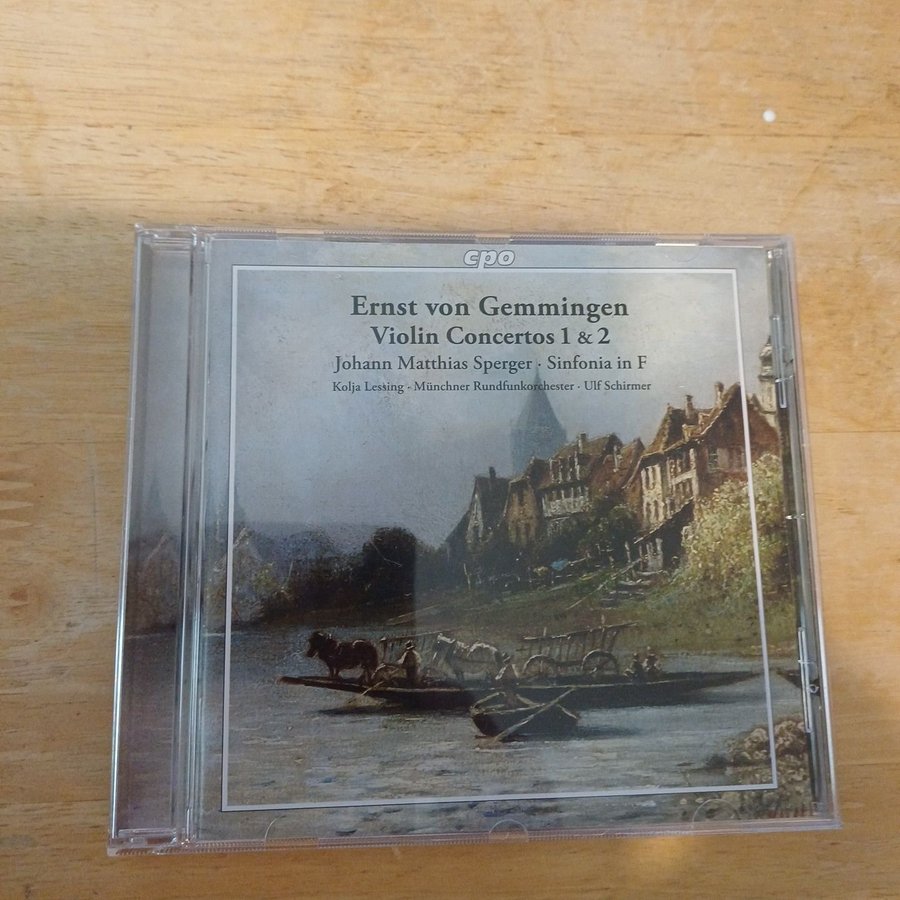 cpo
Ernst von Gemmingen
Violin Concertos 1 & 2
Johann Matthias Sperger · Sinfonia in F
Kolja Lessing · Münchner Rundfunkorchester · Ulf Schirmer